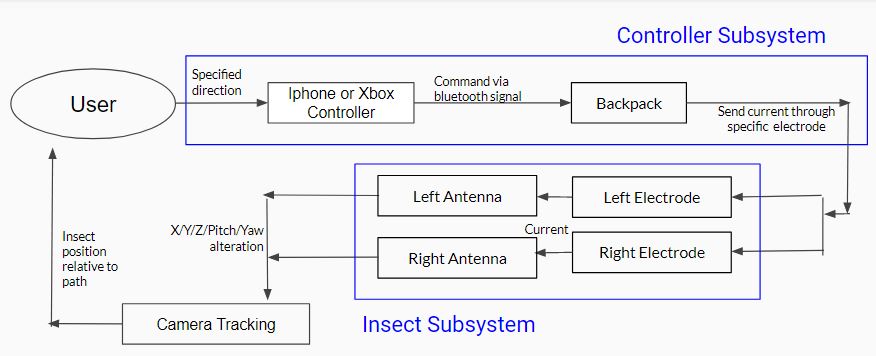 Controller Subsystem
User
Specified
direction
Iphone or Xbox
Controller
Command via
bluetooth signal
Backpack
Send current through
specific electrode
Left Antenna
Left Electrode
X/Y/Z/Pitch/Yaw
alteration
Current
Right Antenna
Right Electrode
Insect
position
relative to
path
Camera Tracking
Insect Subsystem